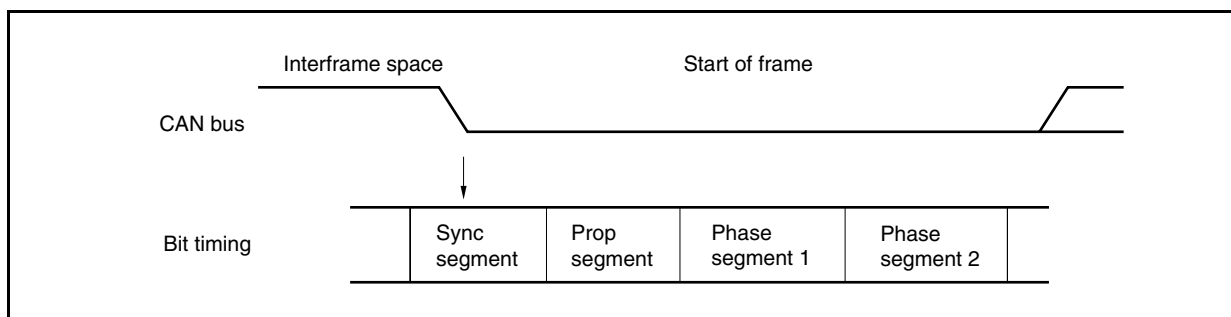 Interframe space
Start of frame
CAN bus
Bit timing
Sync
segment
Prop
segment
Phase
segment 1
Phase
segment 2